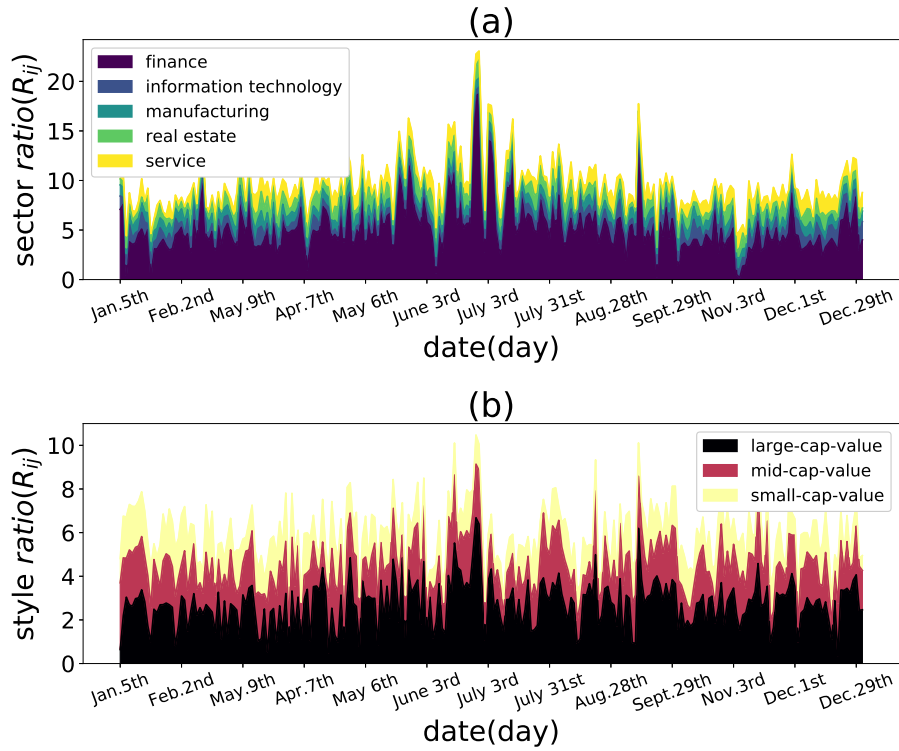 (a)
sector ratio(R_ij)
20
15
10
5
0
finance
information technology
manufacturing
real estate
service
Jan.5th
Feb.2nd
May.9th
Apr.7th
May 6th
June 3rd
July 3rd
July 31st
Aug.28th
Sept.29th
Nov.3rd
Dec.1st
Dec.29th
date(day)
(b)
style ratio(R_ij)
10
8
6
4
2
0
large-cap-value
mid-cap-value
small-cap-value
Jan.5th
Feb.2nd
May.9th
Apr.7th
May 6th
June 3rd
July 3rd
July 31st
Aug.28th
Sept.29th
Nov.3rd
Dec.1st
Dec.29th
date(day)